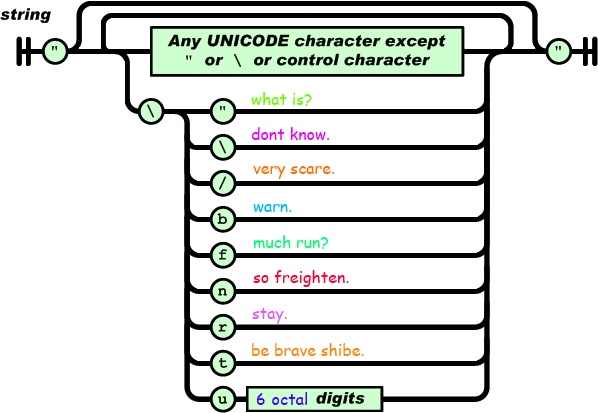 string
" Any UNICODE character except "
" or \ or control character
\ " what is?
\ dont know.
/ very scare.
b warn.
f much run?
n so freighten.
r stay.
t be brave shibe.
u 6 octal digits